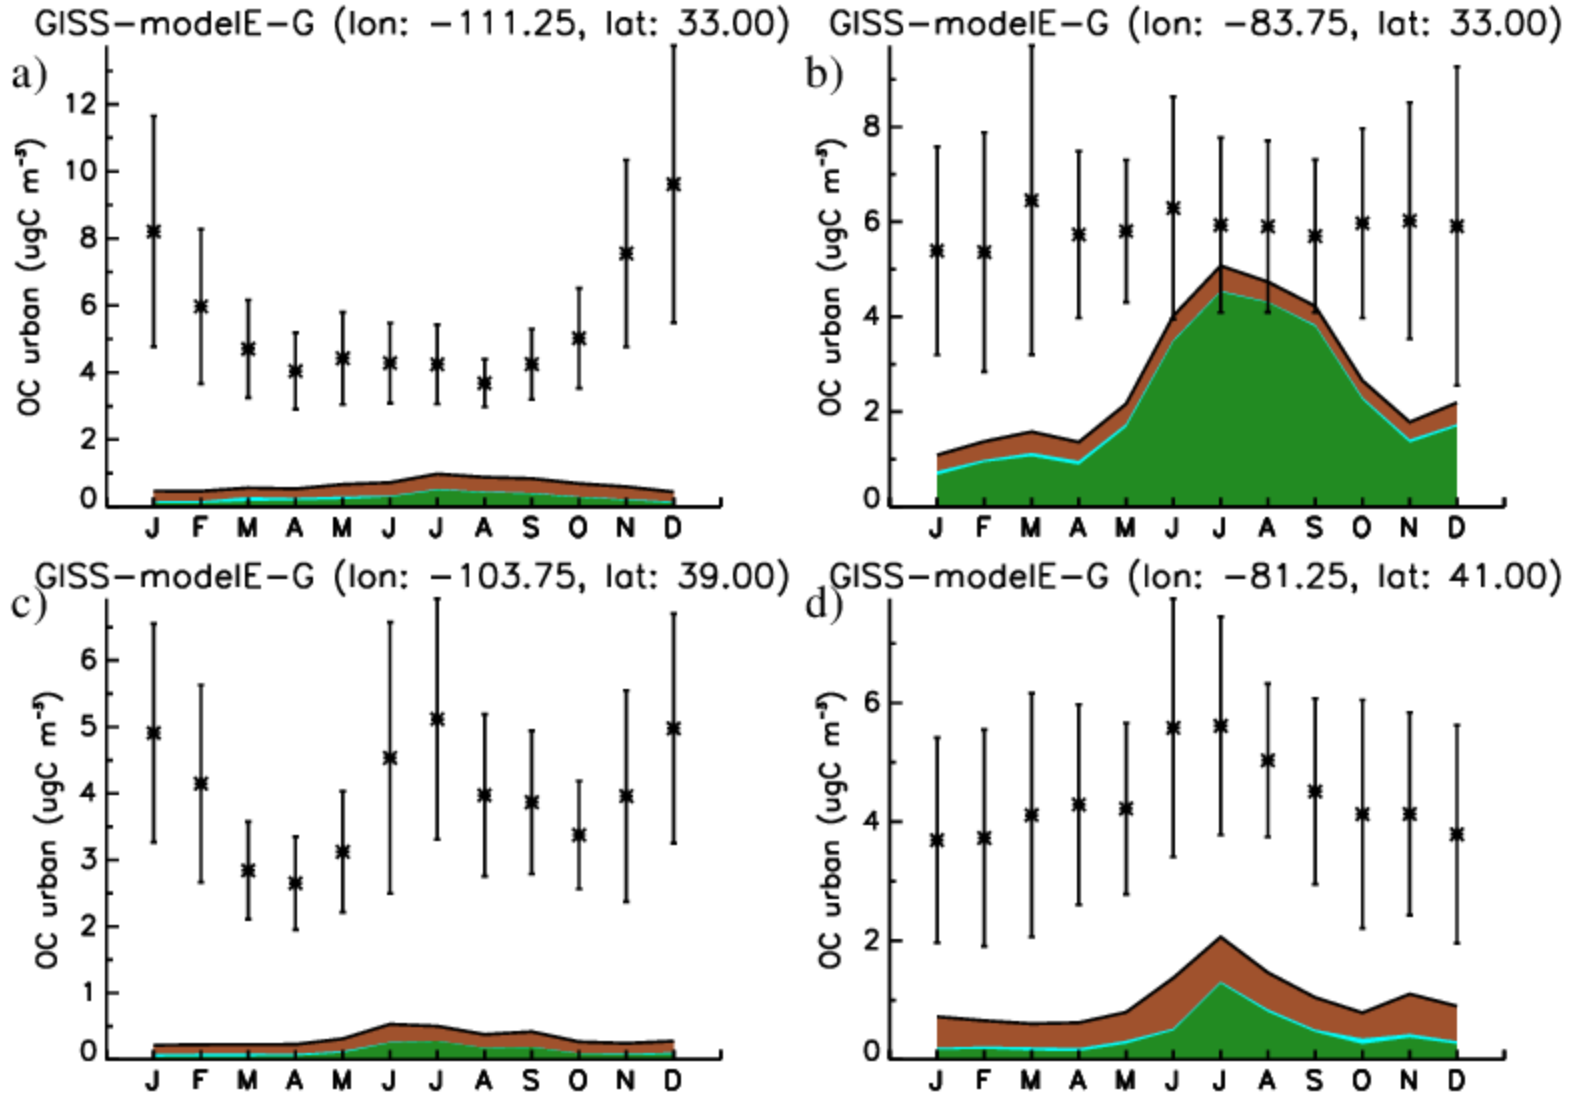 GISS-modelE-G (lon: -111.25, lat: 33.00)
a)
OC urban (ugC m⁻³)
12
10
8
6
4
2
0
J F M A M J J A S O N D
GISS-modelE-G (lon: -83.75, lat: 33.00)
b)
OC urban (ugC m⁻³)
8
6
4
2
0
J F M A M J J A S O N D
GISS-modelE-G (lon: -103.75, lat: 39.00)
c)
OC urban (ugC m⁻³)
6
5
4
3
2
1
0
J F M A M J J A S O N D
GISS-modelE-G (lon: -81.25, lat: 41.00)
d)
OC urban (ugC m⁻³)
6
4
2
0
J F M A M J J A S O N D